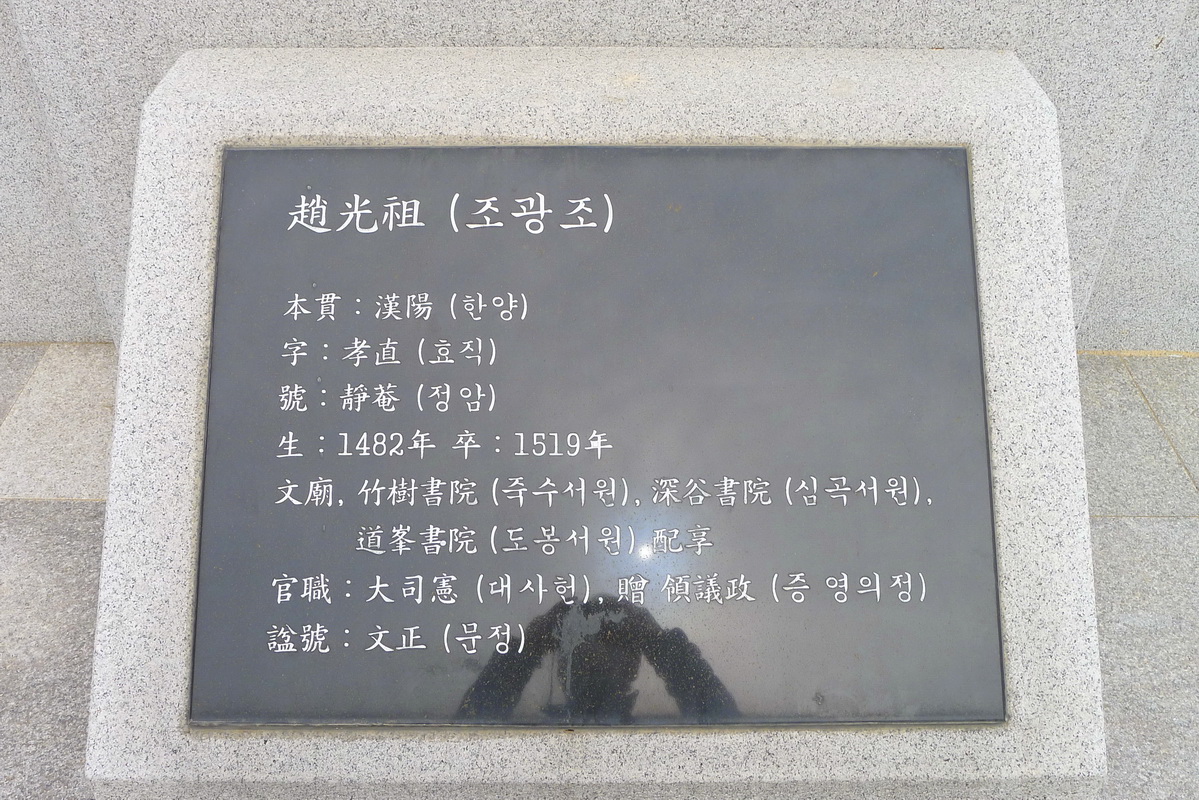 趙光祖 (조광조)
本貫 : 漢陽 (한양)
字 : 孝直 (효직)
號 : 靜菴 (정암)
生 : 1482年 卒 : 1519年
文廟, 竹樹書院 (죽수서원), 深谷書院 (심곡서원),
道峯書院 (도봉서원) 配享
官職 : 大司憲 (대사헌), 贈 領議政 (증 영의정)
諡號 : 文正 (문정)